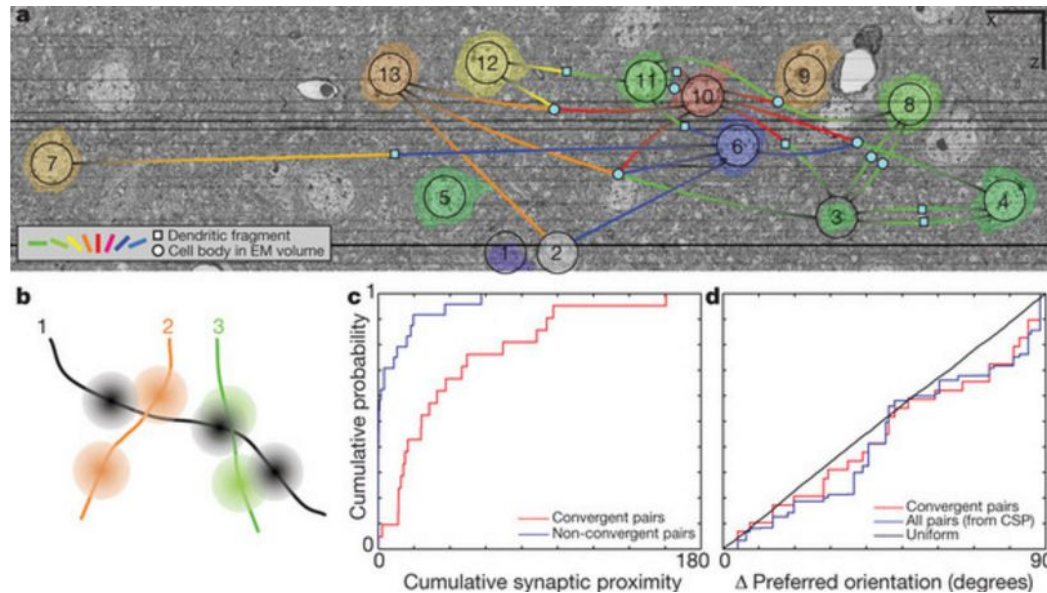 a
X
Z
13
12
11
10
9
8
7
6
5
4
3
1
2
Dendritic fragment
Cell body in EM volume
b
1
2
3
c
1
Cumulative probability
0
Convergent pairs
Non-convergent pairs
0
180
Cumulative synaptic proximity
d
Convergent pairs
All pairs (from CSP)
Uniform
0
90
Δ Preferred orientation (degrees)